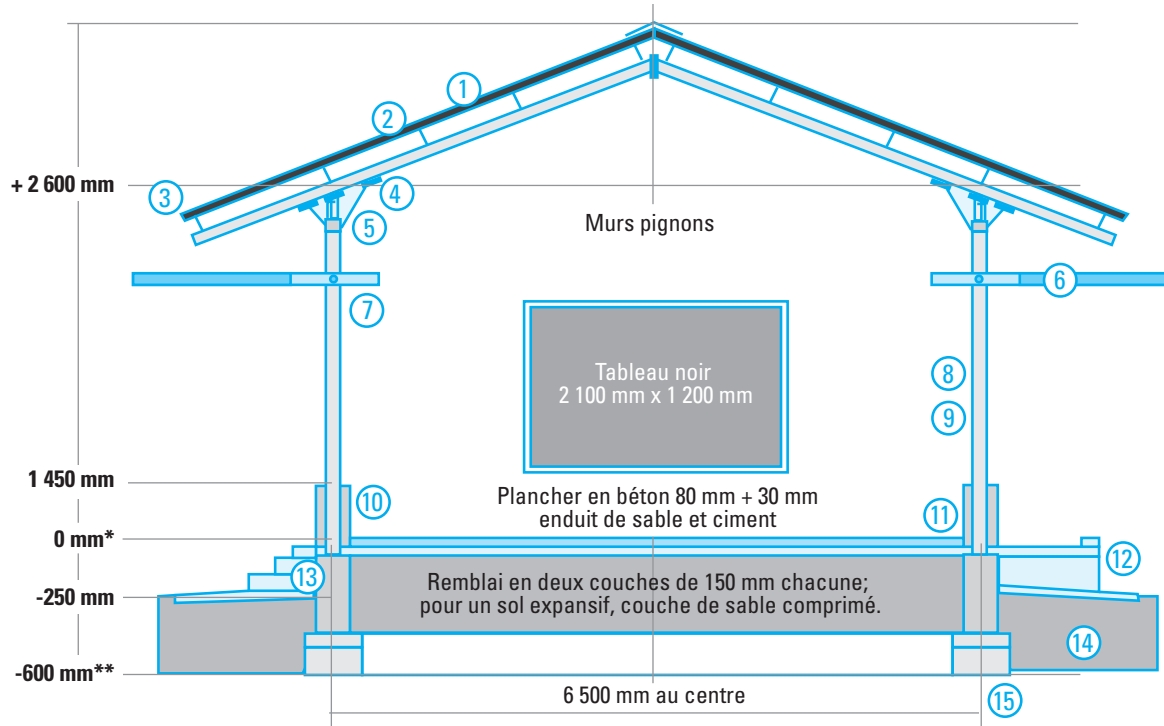 1
2
3
+ 2 600 mm
4
5
Murs pignons
6
7
Tableau noir
2 100 mm x 1 200 mm
8
9
1 450 mm
10
Plancher en béton 80 mm + 30 mm
enduit de sable et ciment
11
0 mm*
12
13
Remblai en deux couches de 150 mm chacune;
pour un sol expansif, couche de sable comprimé.
-250 mm
14
-600 mm**
6 500 mm au centre
15